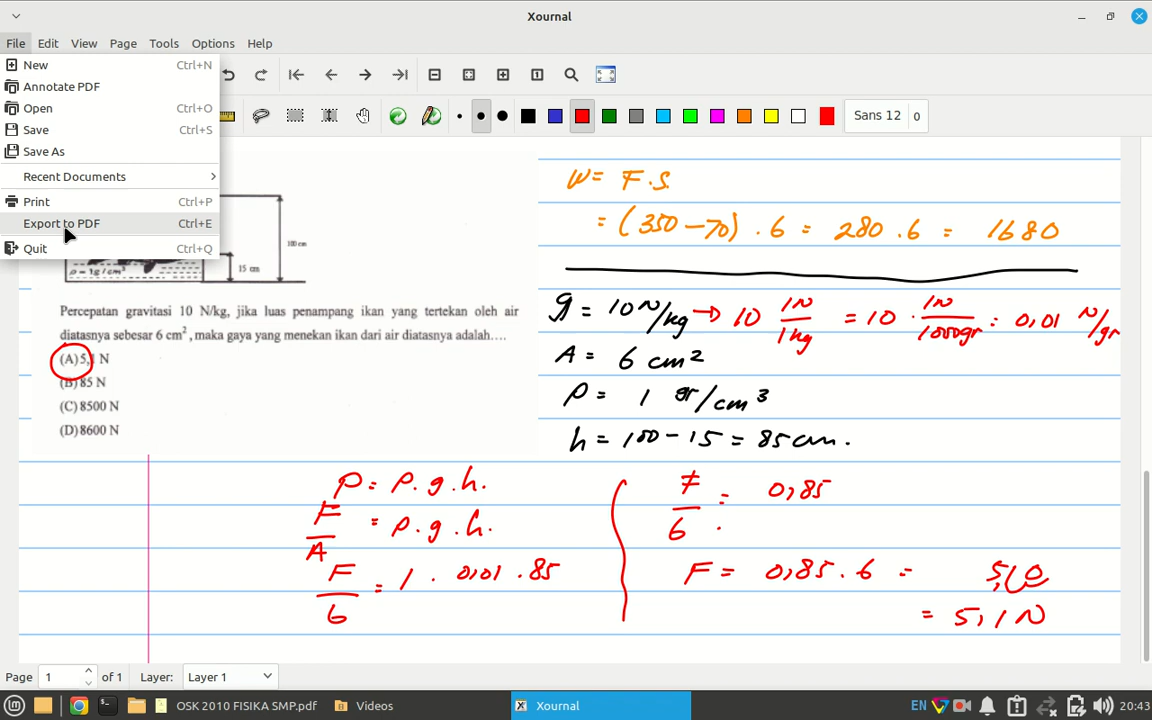 Xournal
File Edit View Page Tools Options Help
New Ctrl+N
Annotate PDF
Open Ctrl+O
Save Ctrl+S
Save As
Recent Documents
Print Ctrl+P
Export to PDF Ctrl+E
Quit Ctrl+Q
Sans 12 0
100 cm
15 cm
ρ = 1g / cm³
Percepatan gravitasi 10 N/kg, jika luas penampang ikan yang tertekan oleh air
diatasnya sebesar 6 cm², maka gaya yang menekan ikan dari air diatasnya adalah….
(A) 5,1 N
(B) 85 N
(C) 8500 N
(D) 8600 N
W = F.S
= (350-70) . 6 = 280 . 6 = 1680
g = 10 N/kg → 10 1N/1kg = 10 . 1N/1000gr = 0,01 N/gr
A = 6 cm²
ρ = 1 gr/cm³
h = 100 - 15 = 85 cm.
P = ρ.g.h.
F/A = ρ.g.h.
F/6 = 1 . 0,01 . 85
F/6 = 0,85
F = 0,85 . 6 = 5,10
= 5,1 N
Page 1 of 1 Layer: Layer 1
OSK 2010 FISIKA SMP.pdf Videos Xournal EN 20:43